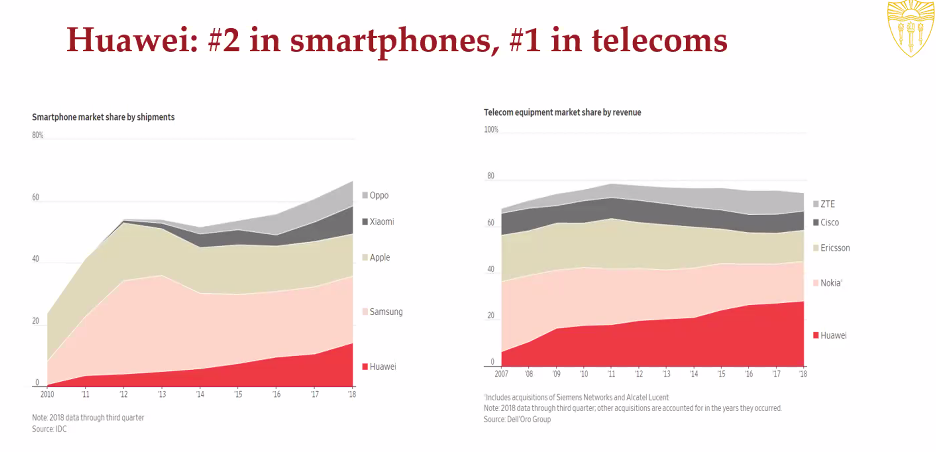 Huawei: #2 in smartphones, #1 in telecoms
Smartphone market share by shipments
80%
60
40
20
0
2010 '11 '12 '13 '14 '15 '16 '17 '18
Oppo
Xiaomi
Apple
Samsung
Huawei
Note: 2018 data through third quarter
Source: IDC
Telecom equipment market share by revenue
100%
80
60
40
20
0
2007 '08 '09 '10 '11 '12 '13 '14 '15 '16 '17 '18
ZTE
Cisco
Ericsson
Nokia¹
Huawei
¹Includes acquisitions of Siemens Networks and Alcatel Lucent
Note: 2018 data through third quarter; other acquisitions are accounted for in the years they occurred.
Source: Dell'Oro Group